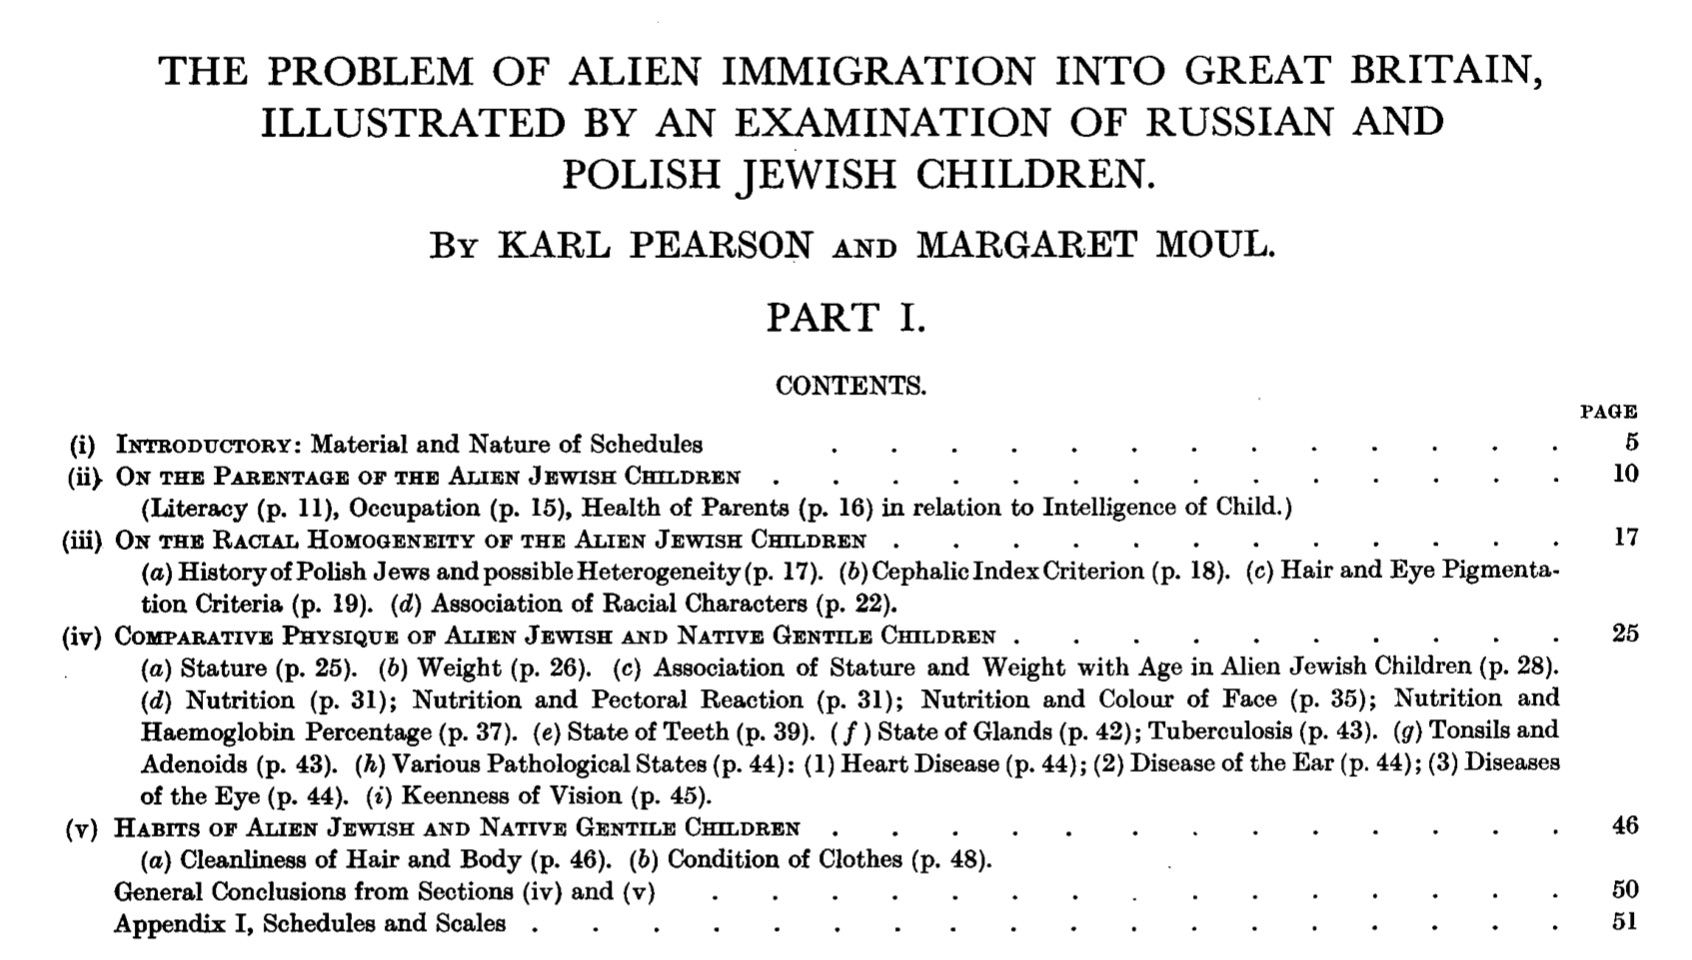 THE PROBLEM OF ALIEN IMMIGRATION INTO GREAT BRITAIN,
ILLUSTRATED BY AN EXAMINATION OF RUSSIAN AND
POLISH JEWISH CHILDREN.
By KARL PEARSON AND MARGARET MOUL.
PART I.
CONTENTS.
PAGE
(i) INTRODUCTORY: Material and Nature of Schedules . . . . . . . . . . . . . 5
(ii) ON THE PARENTAGE OF THE ALIEN JEWISH CHILDREN . . . . . . . . . . . . . . 10
(Literacy (p. 11), Occupation (p. 15), Health of Parents (p. 16) in relation to Intelligence of Child.)
(iii) ON THE RACIAL HOMOGENEITY OF THE ALIEN JEWISH CHILDREN . . . . . . . . . . . . 17
(a) History of Polish Jews and possible Heterogeneity (p. 17). (b) Cephalic Index Criterion (p. 18). (c) Hair and Eye Pigmenta-
tion Criteria (p. 19). (d) Association of Racial Characters (p. 22).
(iv) COMPARATIVE PHYSIQUE OF ALIEN JEWISH AND NATIVE GENTILE CHILDREN . . . . . . . . . . 25
(a) Stature (p. 25). (b) Weight (p. 26). (c) Association of Stature and Weight with Age in Alien Jewish Children (p. 28).
(d) Nutrition (p. 31); Nutrition and Pectoral Reaction (p. 31); Nutrition and Colour of Face (p. 35); Nutrition and
Haemoglobin Percentage (p. 37). (e) State of Teeth (p. 39). (f) State of Glands (p. 42); Tuberculosis (p. 43). (g) Tonsils and
Adenoids (p. 43). (h) Various Pathological States (p. 44): (1) Heart Disease (p. 44); (2) Disease of the Ear (p. 44); (3) Diseases
of the Eye (p. 44). (i) Keenness of Vision (p. 45).
(v) HABITS OF ALIEN JEWISH AND NATIVE GENTILE CHILDREN . . . . . . . . . . . . . 46
(a) Cleanliness of Hair and Body (p. 46). (b) Condition of Clothes (p. 48).
General Conclusions from Sections (iv) and (v) . . . . . . . . . . . . . . . 50
Appendix I, Schedules and Scales . . . . . . . . . . . . . . . . . . 51